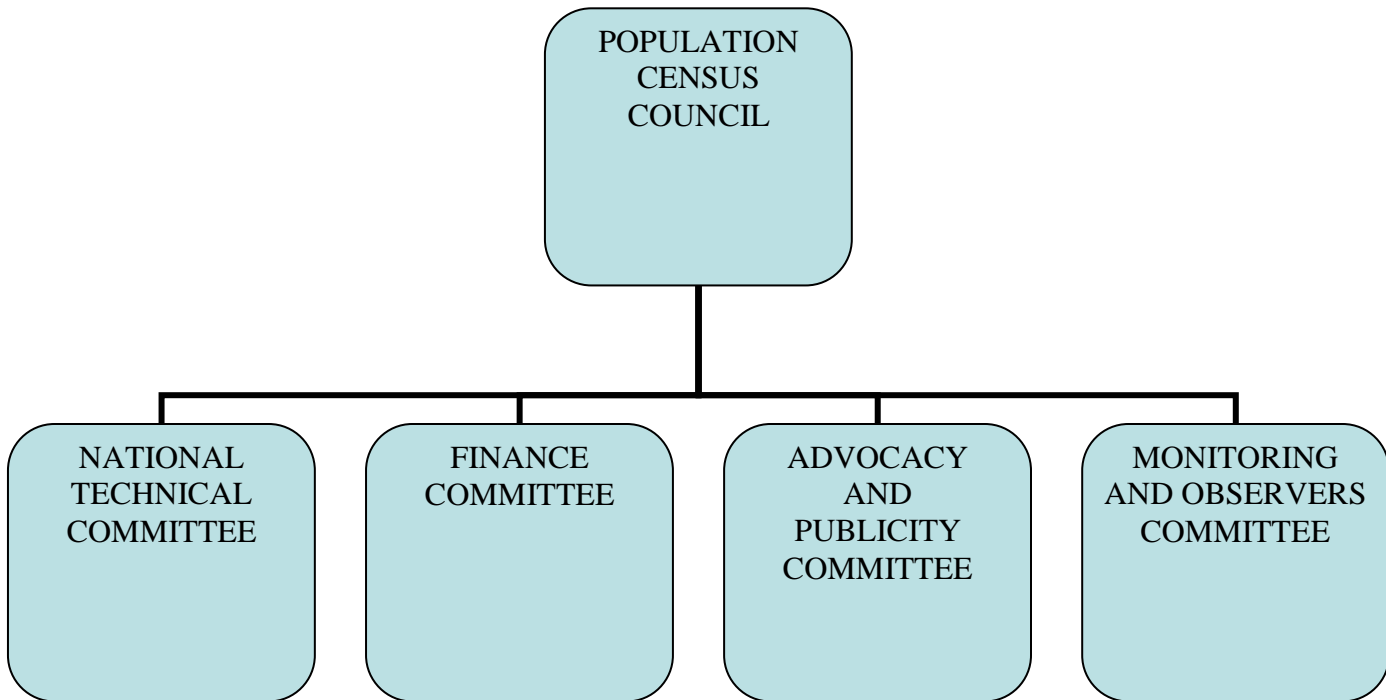 POPULATION
CENSUS
COUNCIL
NATIONAL
TECHNICAL
COMMITTEE
FINANCE
COMMITTEE
ADVOCACY
AND
PUBLICITY
COMMITTEE
MONITORING
AND OBSERVERS
COMMITTEE